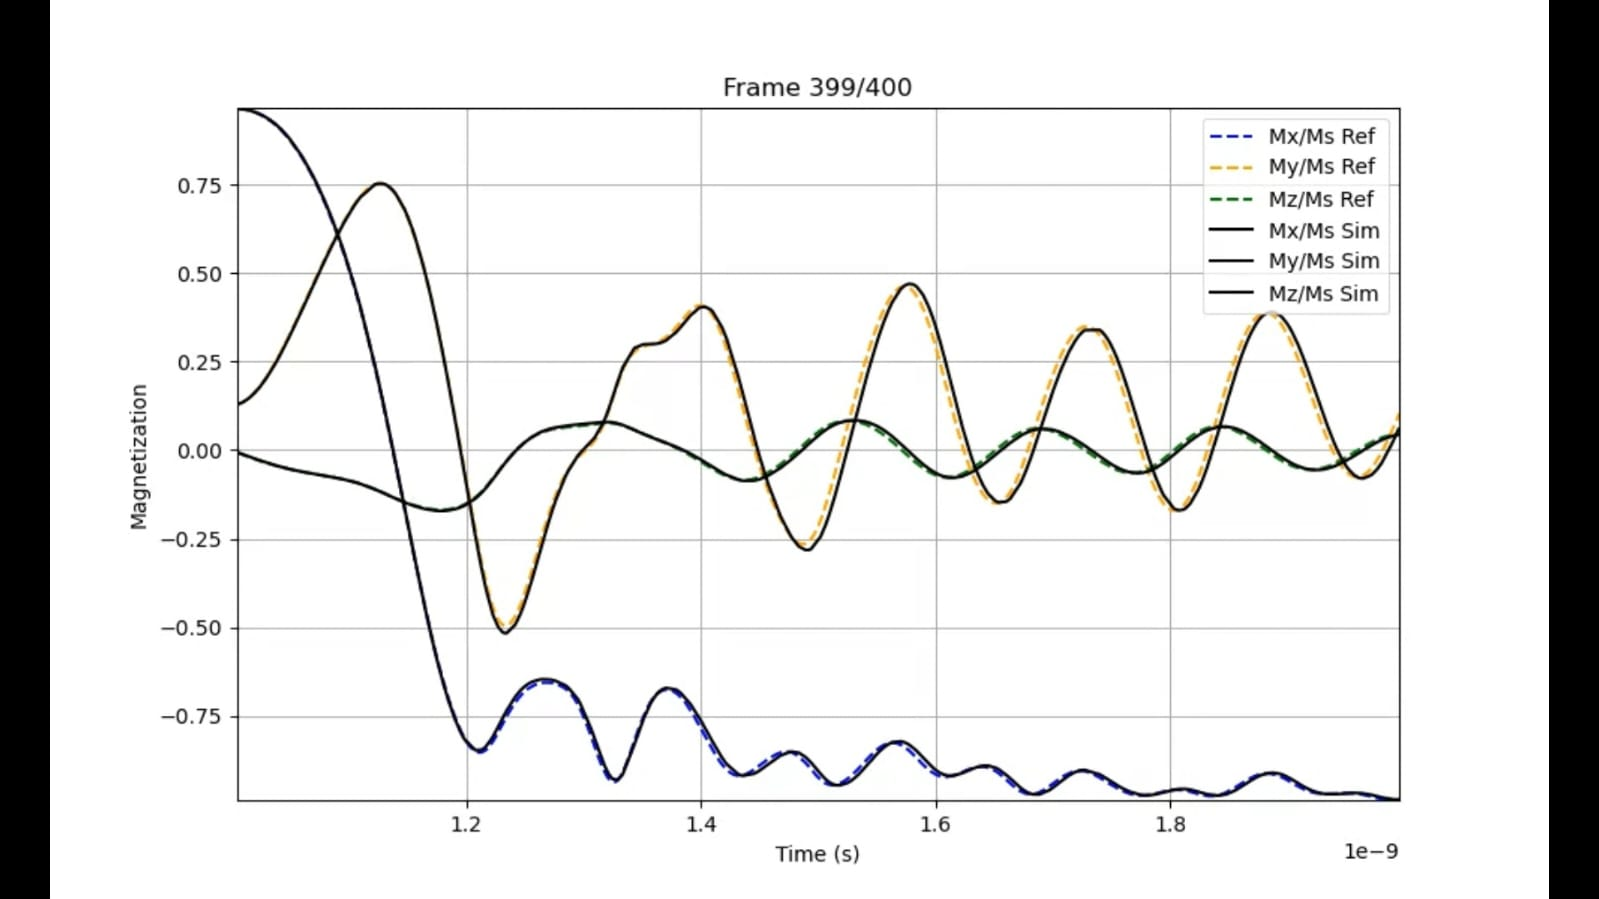 Frame 399/400
Mx/Ms Ref
My/Ms Ref
Mz/Ms Ref
Mx/Ms Sim
My/Ms Sim
Mz/Ms Sim
0.75
0.50
0.25
0.00
−0.25
−0.50
−0.75
Magnetization
1.2 1.4 1.6 1.8
Time (s)
1e−9